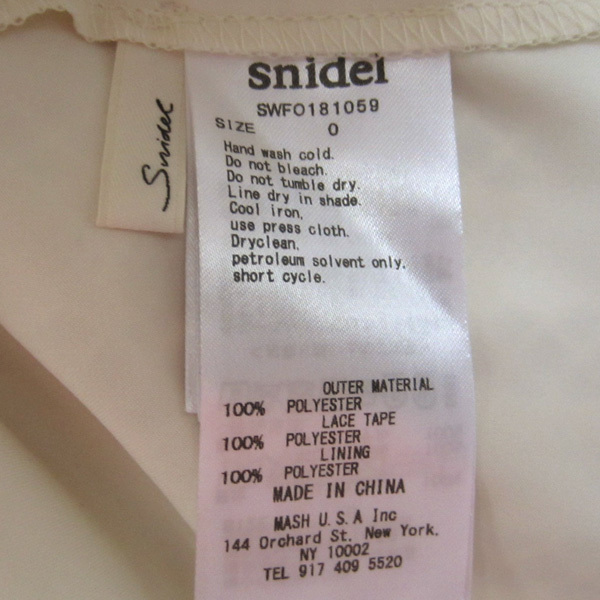 Snidel
snidel
SWFO181059
SIZE 0
Hand wash cold.
Do not bleach.
Do not tumble dry.
Line dry in shade.
Cool iron.
use press cloth.
Dryclean.
petroleum solvent only.
short cycle.
OUTER MATERIAL
100% POLYESTER
LACE TAPE
100% POLYESTER
LINING
100% POLYESTER
MADE IN CHINA
MASH U.S.A Inc
144 Orchard St. New York.
NY 10002
TEL 917 409 5520